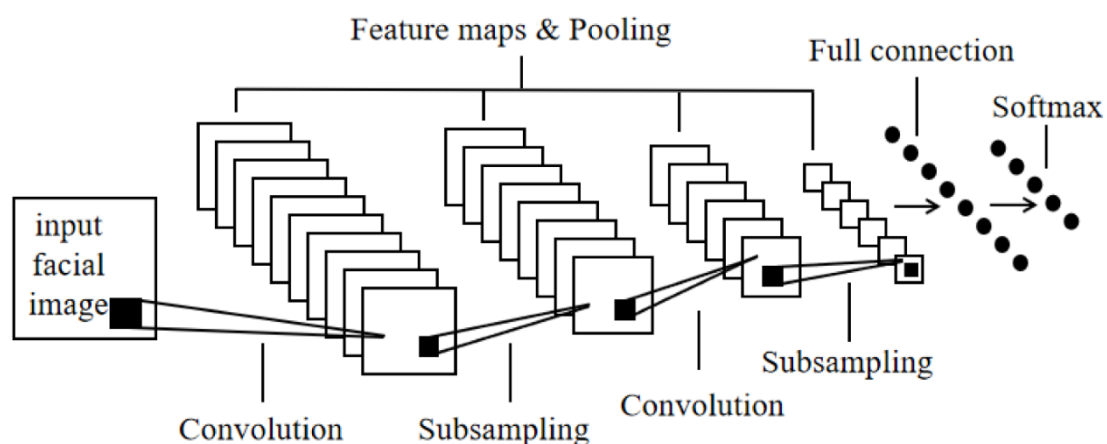 Feature maps & Pooling
Full connection
Softmax
input
facial
image
Convolution
Subsampling
Convolution
Subsampling